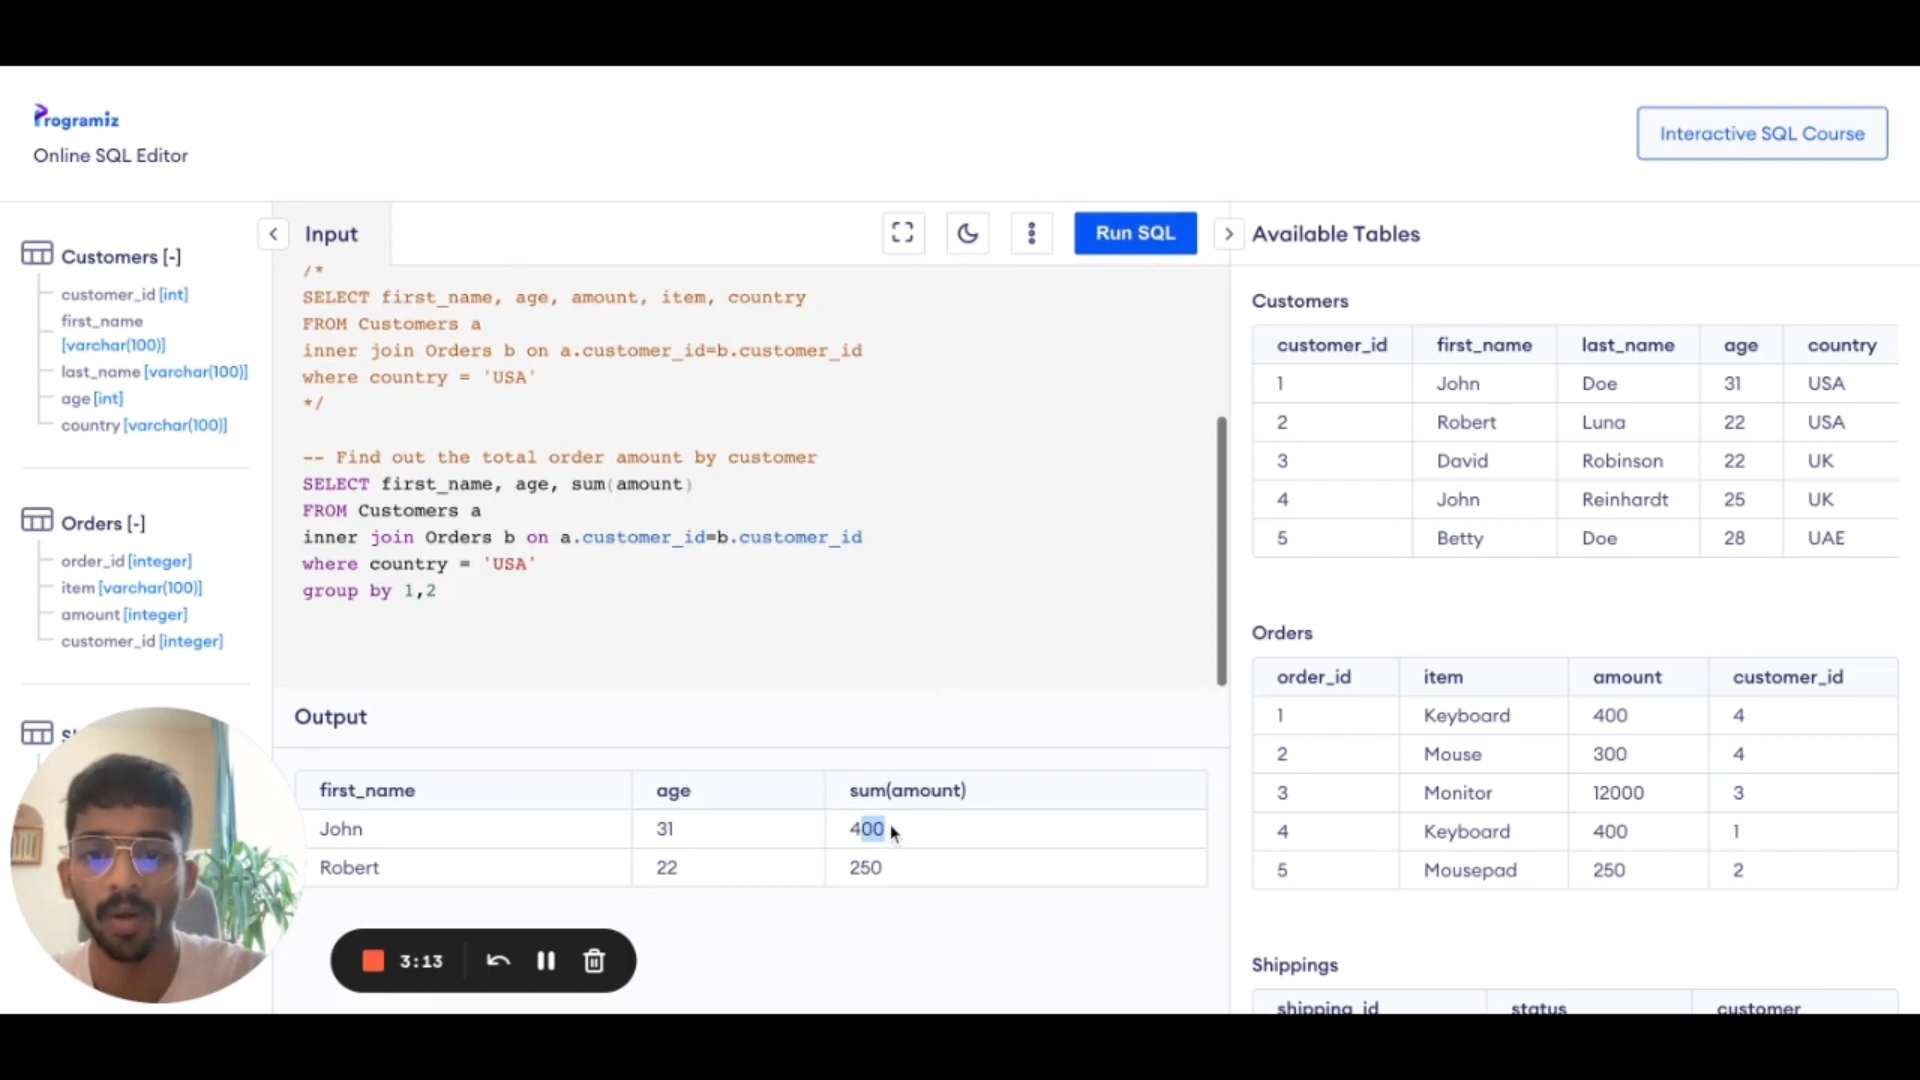 Programiz
Online SQL Editor
Interactive SQL Course
Customers [-]
customer_id [int]
first_name
[varchar(100)]
last_name [varchar(100)]
age [int]
country [varchar(100)]
Orders [-]
order_id [integer]
item [varchar(100)]
amount [integer]
customer_id [integer]
Input
Run SQL
/*
SELECT first_name, age, amount, item, country
FROM Customers a
inner join Orders b on a.customer_id=b.customer_id
where country = 'USA'
*/
-- Find out the total order amount by customer
SELECT first_name, age, sum(amount)
FROM Customers a
inner join Orders b on a.customer_id=b.customer_id
where country = 'USA'
group by 1,2
Output
first_name age sum(amount)
John 31 400
Robert 22 250
3:13
Available Tables
Customers
customer_id first_name last_name age country
1 John Doe 31 USA
2 Robert Luna 22 USA
3 David Robinson 22 UK
4 John Reinhardt 25 UK
5 Betty Doe 28 UAE
Orders
order_id item amount customer_id
1 Keyboard 400 4
2 Mouse 300 4
3 Monitor 12000 3
4 Keyboard 400 1
5 Mousepad 250 2
Shippings
shipping_id status customer